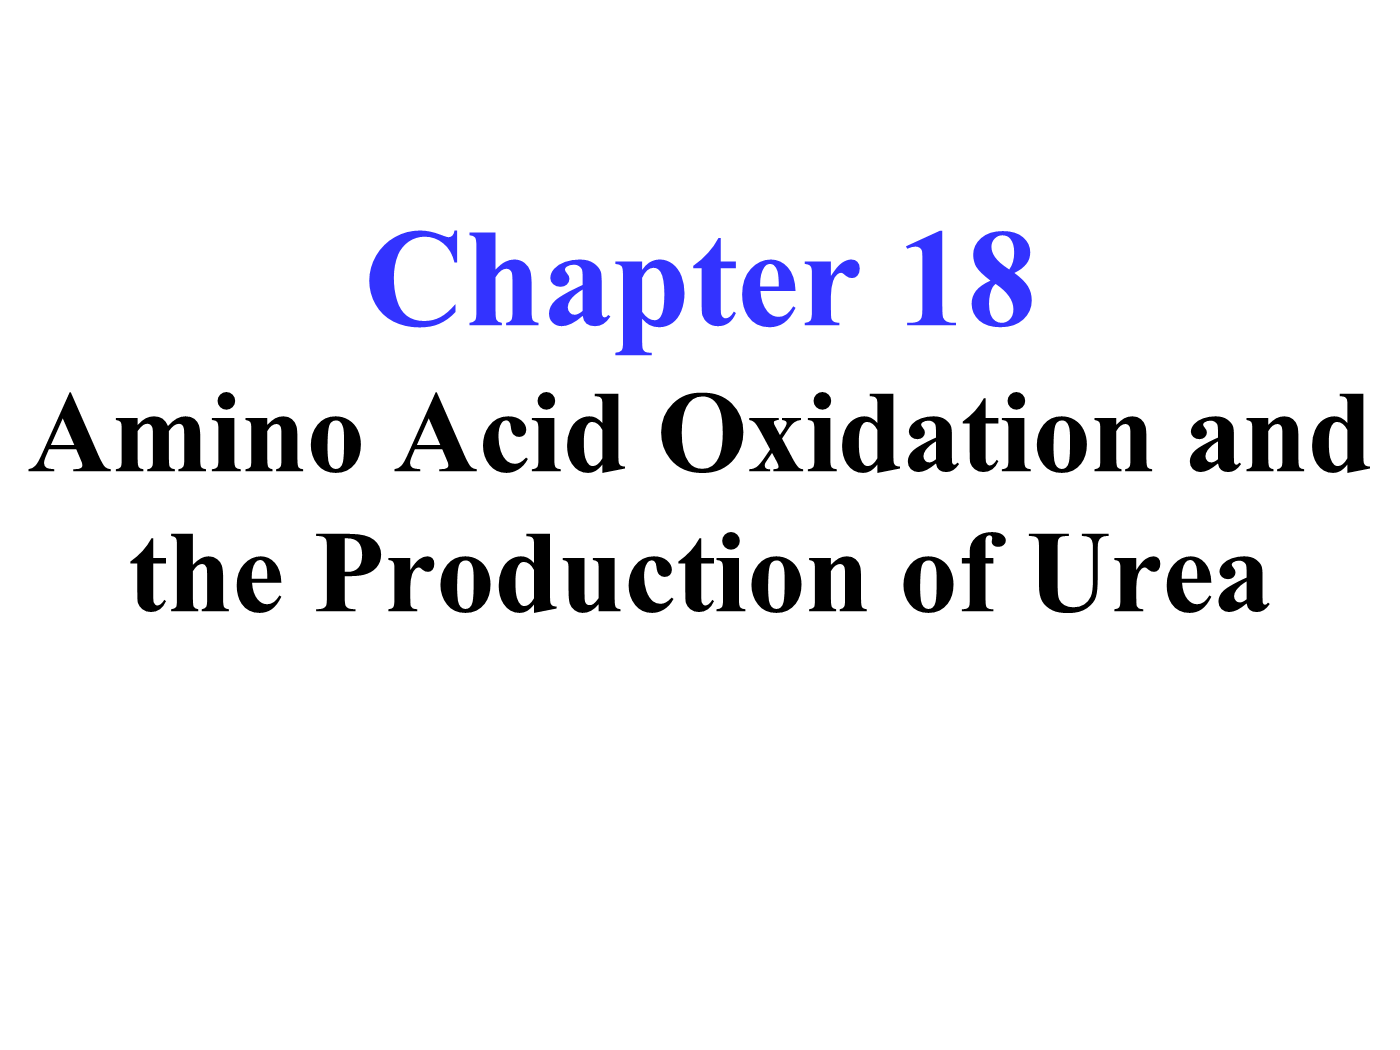 Chapter 18
Amino Acid Oxidation and
the Production of Urea